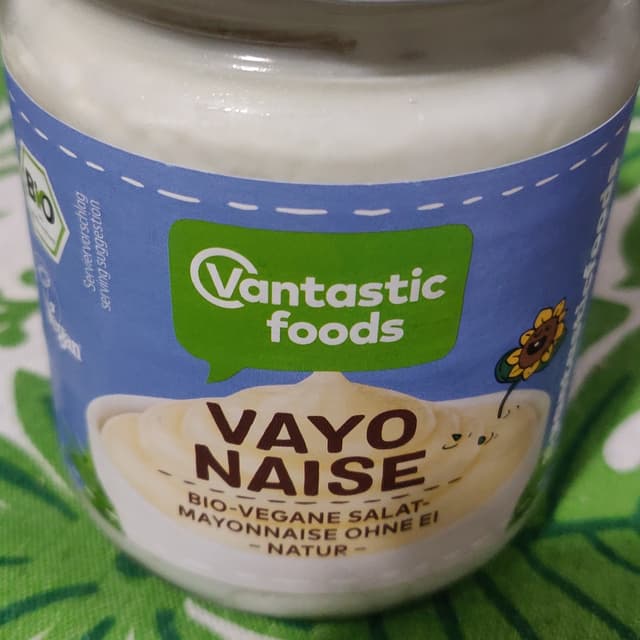 BIO
Serviervorschlag
serving suggestion
Vantastic
foods
VAYO
NAISE
BIO-VEGANE SALAT-
MAYONNAISE OHNE EI
- NATUR -